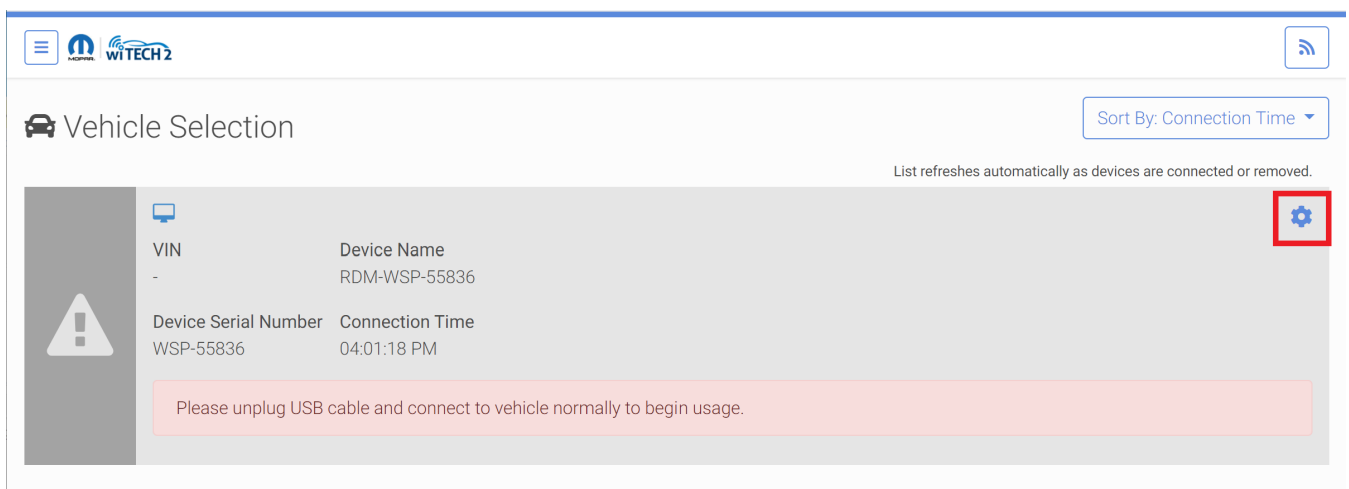 MOPAR. wiTECH 2
Vehicle Selection
Sort By: Connection Time
List refreshes automatically as devices are connected or removed.
VIN Device Name
- RDM-WSP-55836
Device Serial Number Connection Time
WSP-55836 04:01:18 PM
Please unplug USB cable and connect to vehicle normally to begin usage.